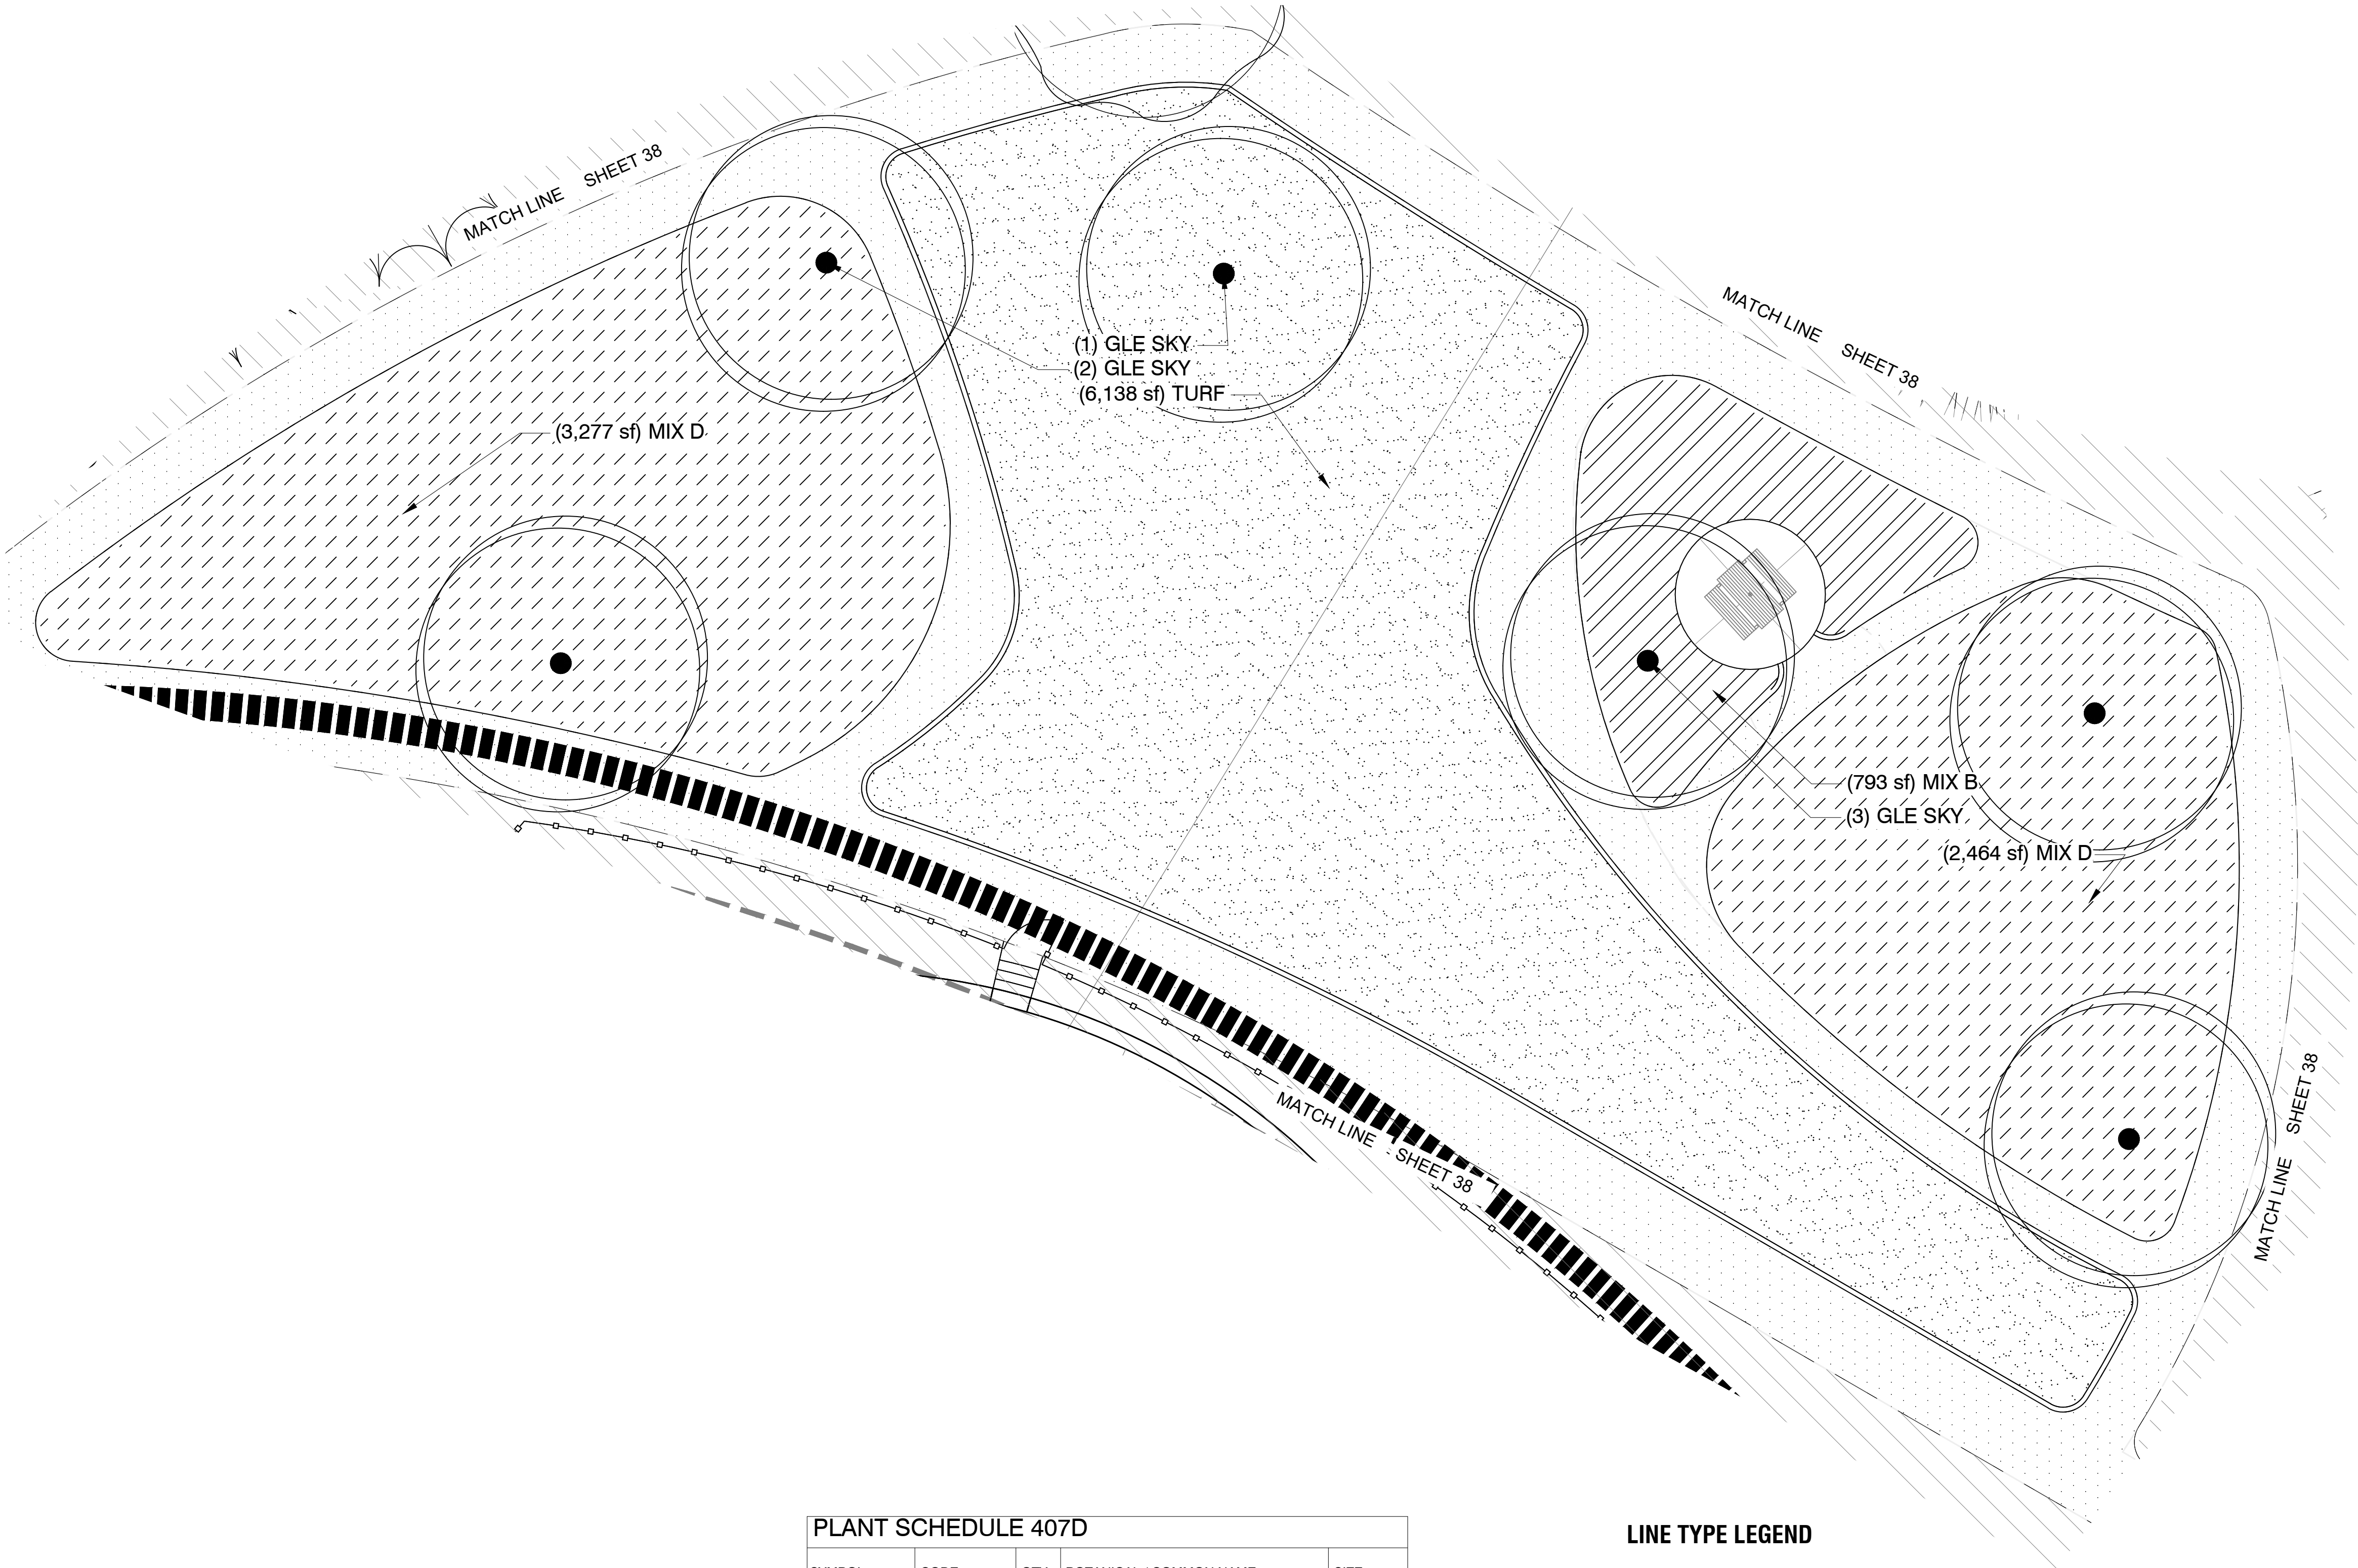 MATCH LINE SHEET 38
MATCH LINE SHEET 38
(1) GLE SKY
(2) GLE SKY
(6,138 sf) TURF
(3,277 sf) MIX D
(793 sf) MIX B
(3) GLE SKY
(2,464 sf) MIX D
MATCH LINE SHEET 38
MATCH LINE SHEET 38
PLANT SCHEDULE 407D
LINE TYPE LEGEND